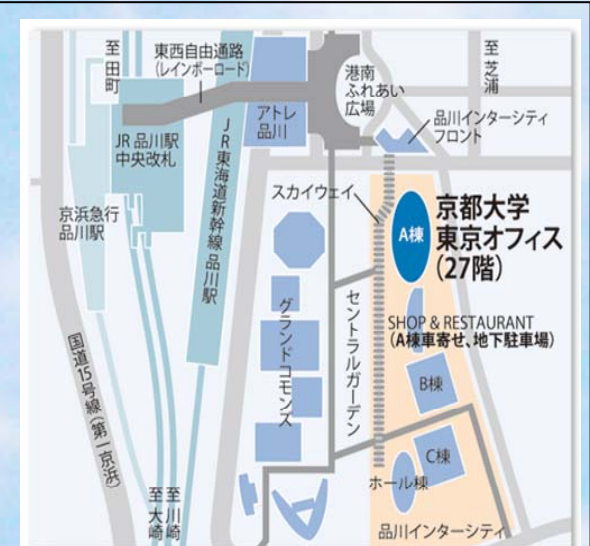 至田町
東西自由通路
(レインボーロード)
港南
ふれあい
広場
至芝浦
アトレ
品川
品川インターシティ
フロント
JR 品川駅
中央改札
JR東海道新幹線 品川駅
スカイウェイ
京浜急行
品川駅
A棟
京都大学
東京オフィス
(27階)
グランドコモンズ
セントラルガーデン
SHOP & RESTAURANT
(A棟車寄せ、地下駐車場)
B棟
国道15号線(第一京浜)
C棟
ホール棟
至大崎
至川崎
品川インターシティ